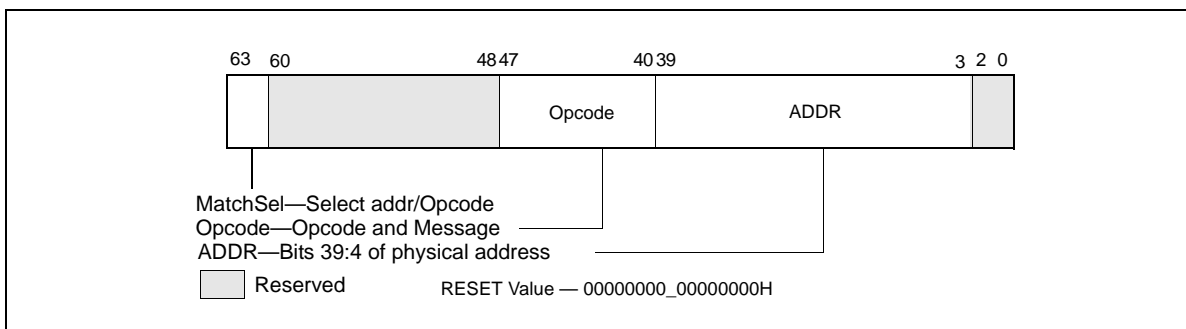 63 60 48 47 40 39 3 2 0
Opcode ADDR
MatchSel—Select addr/Opcode
Opcode—Opcode and Message
ADDR—Bits 39:4 of physical address
Reserved RESET Value — 00000000_00000000H